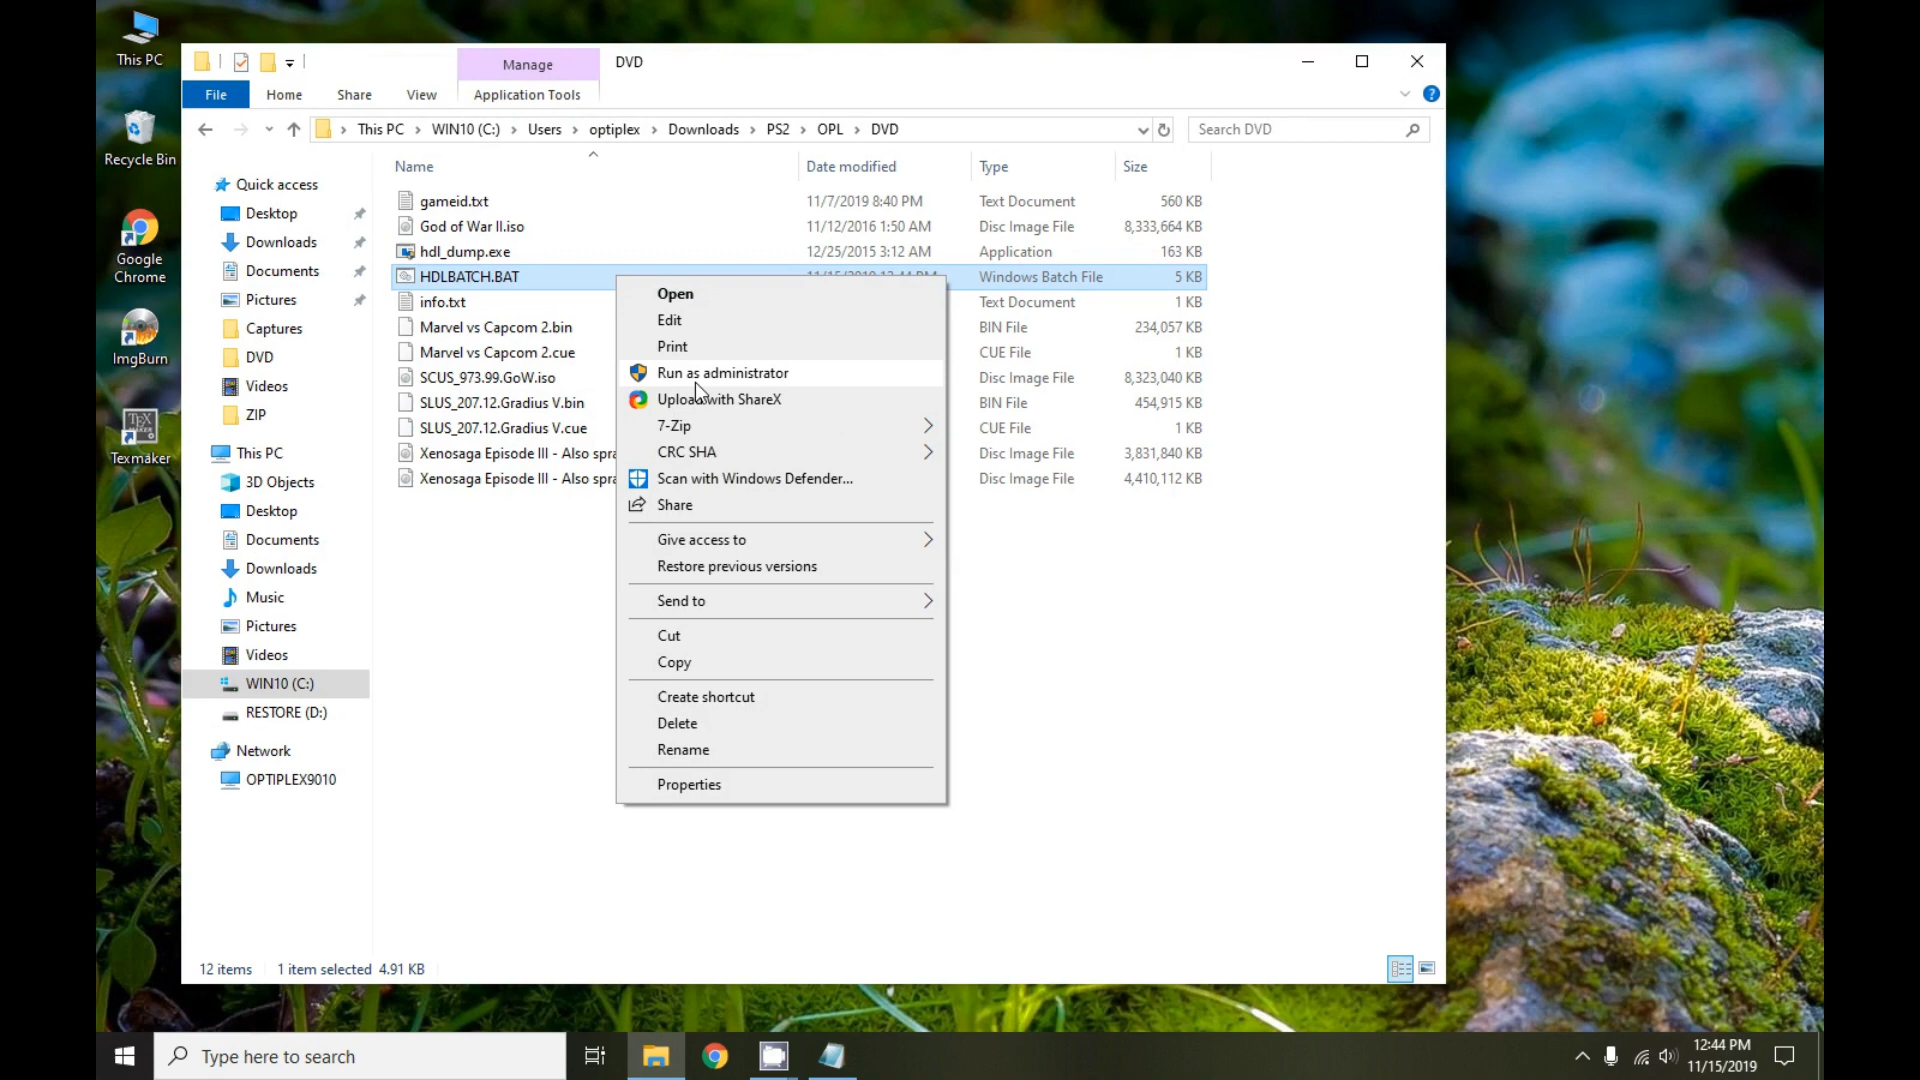 This PC
Recycle Bin
Google
Chrome
ImgBurn
TEX
MAKER
Texmaker
Manage
DVD
File
Home
Share
View
Application Tools
This PC > WIN10 (C:) > Users > optiplex > Downloads > PS2 > OPL > DVD
Search DVD
Quick access
Desktop
Downloads
Documents
Pictures
Captures
DVD
Videos
ZIP
This PC
3D Objects
Desktop
Documents
Downloads
Music
Pictures
Videos
WIN10 (C:)
RESTORE (D:)
Network
OPTIPLEX9010
Name Date modified Type Size
gameid.txt 11/7/2019 8:40 PM Text Document 560 KB
God of War II.iso 11/12/2016 1:50 AM Disc Image File 8,333,664 KB
hdl_dump.exe 12/25/2015 3:12 AM Application 163 KB
HDLBATCH.BAT Windows Batch File 5 KB
info.txt Text Document 1 KB
Marvel vs Capcom 2.bin BIN File 234,057 KB
Marvel vs Capcom 2.cue CUE File 1 KB
SCUS_973.99.GoW.iso Disc Image File 8,323,040 KB
SLUS_207.12.Gradius V.bin BIN File 454,915 KB
SLUS_207.12.Gradius V.cue CUE File 1 KB
Xenosaga Episode III - Also spra Disc Image File 3,831,840 KB
Xenosaga Episode III - Also spra Disc Image File 4,410,112 KB
Open
Edit
Print
Run as administrator
Upload with ShareX
7-Zip
CRC SHA
Scan with Windows Defender...
Share
Give access to
Restore previous versions
Send to
Cut
Copy
Create shortcut
Delete
Rename
Properties
12 items 1 item selected 4.91 KB
Type here to search
12:44 PM
11/15/2019